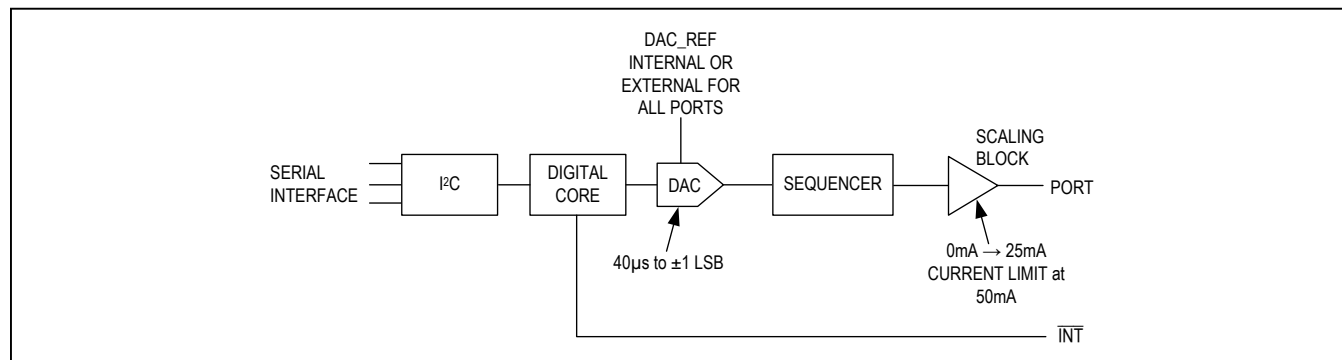 DAC_REF
INTERNAL OR
EXTERNAL FOR
ALL PORTS
SERIAL
INTERFACE
I²C
DIGITAL
CORE
DAC
SEQUENCER
SCALING
BLOCK
PORT
40µs to ±1 LSB
0mA → 25mA
CURRENT LIMIT at
50mA
INT